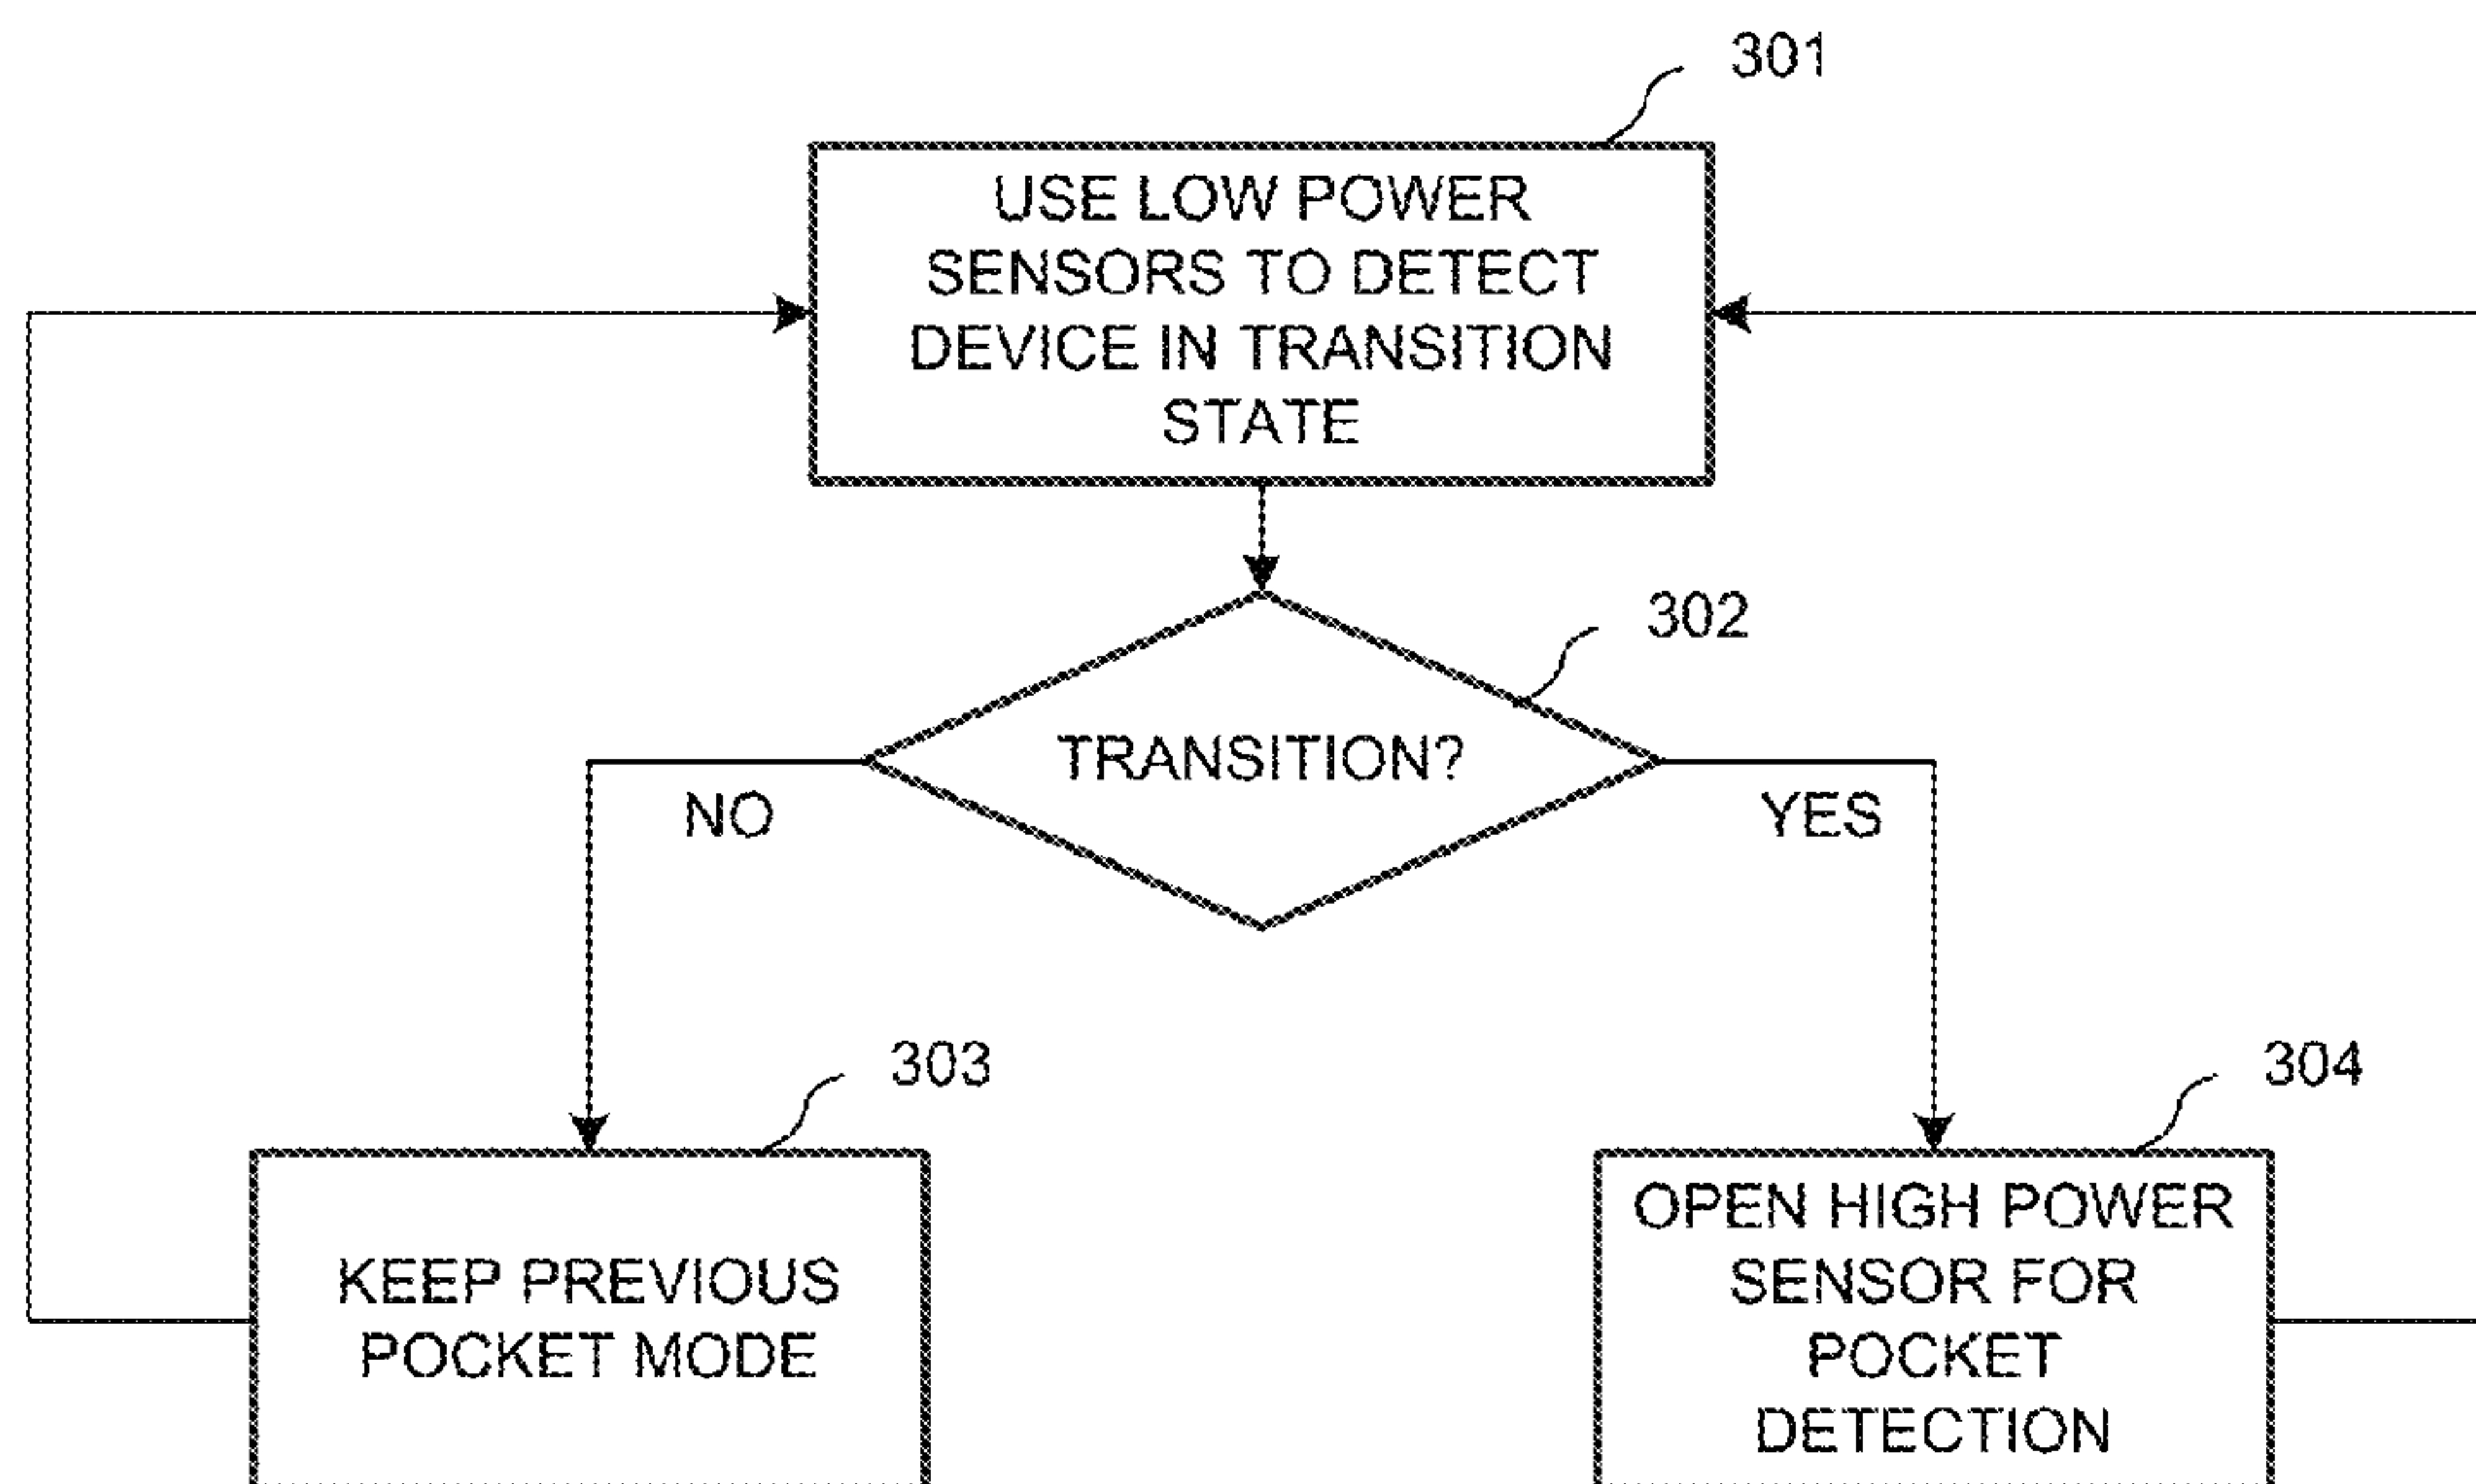 301
USE LOW POWER
SENSORS TO DETECT
DEVICE IN TRANSITION
STATE
302
TRANSITION?
NO
YES
303
304
KEEP PREVIOUS
POCKET MODE
OPEN HIGH POWER
SENSOR FOR
POCKET
DETECTION